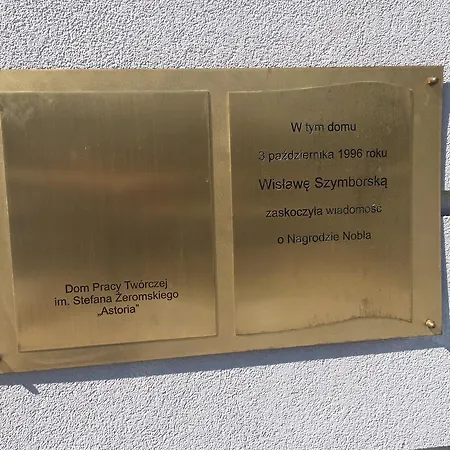 Dom Pracy Twórczej
im. Stefana Żeromskiego
„Astoria”
W tym domu
3 października 1996 roku
Wisławę Szymborską
zaskoczyła wiadomość
o Nagrodzie Nobla